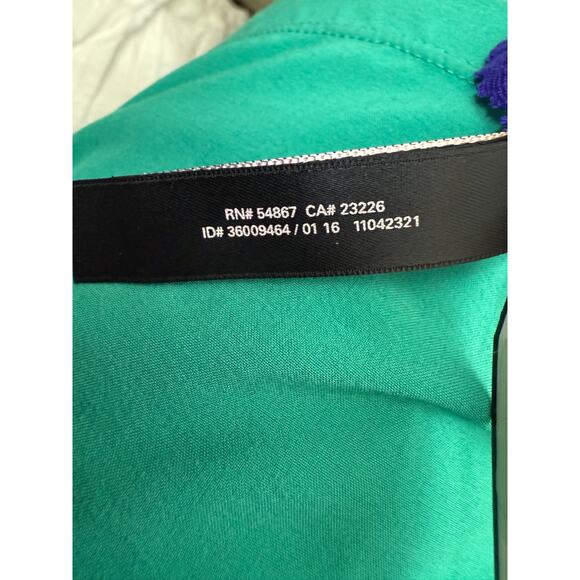 RN# 54867 CA# 23226
ID# 36009464 / 01 16 11042321